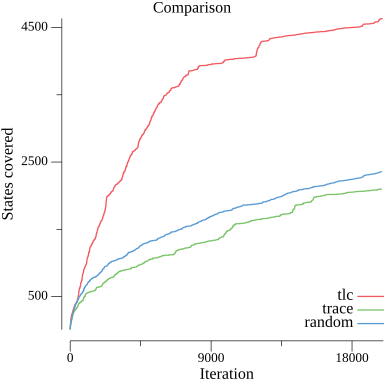 Comparison
4500
States covered
2500
500
tlc
trace
random
0
9000
18000
Iteration